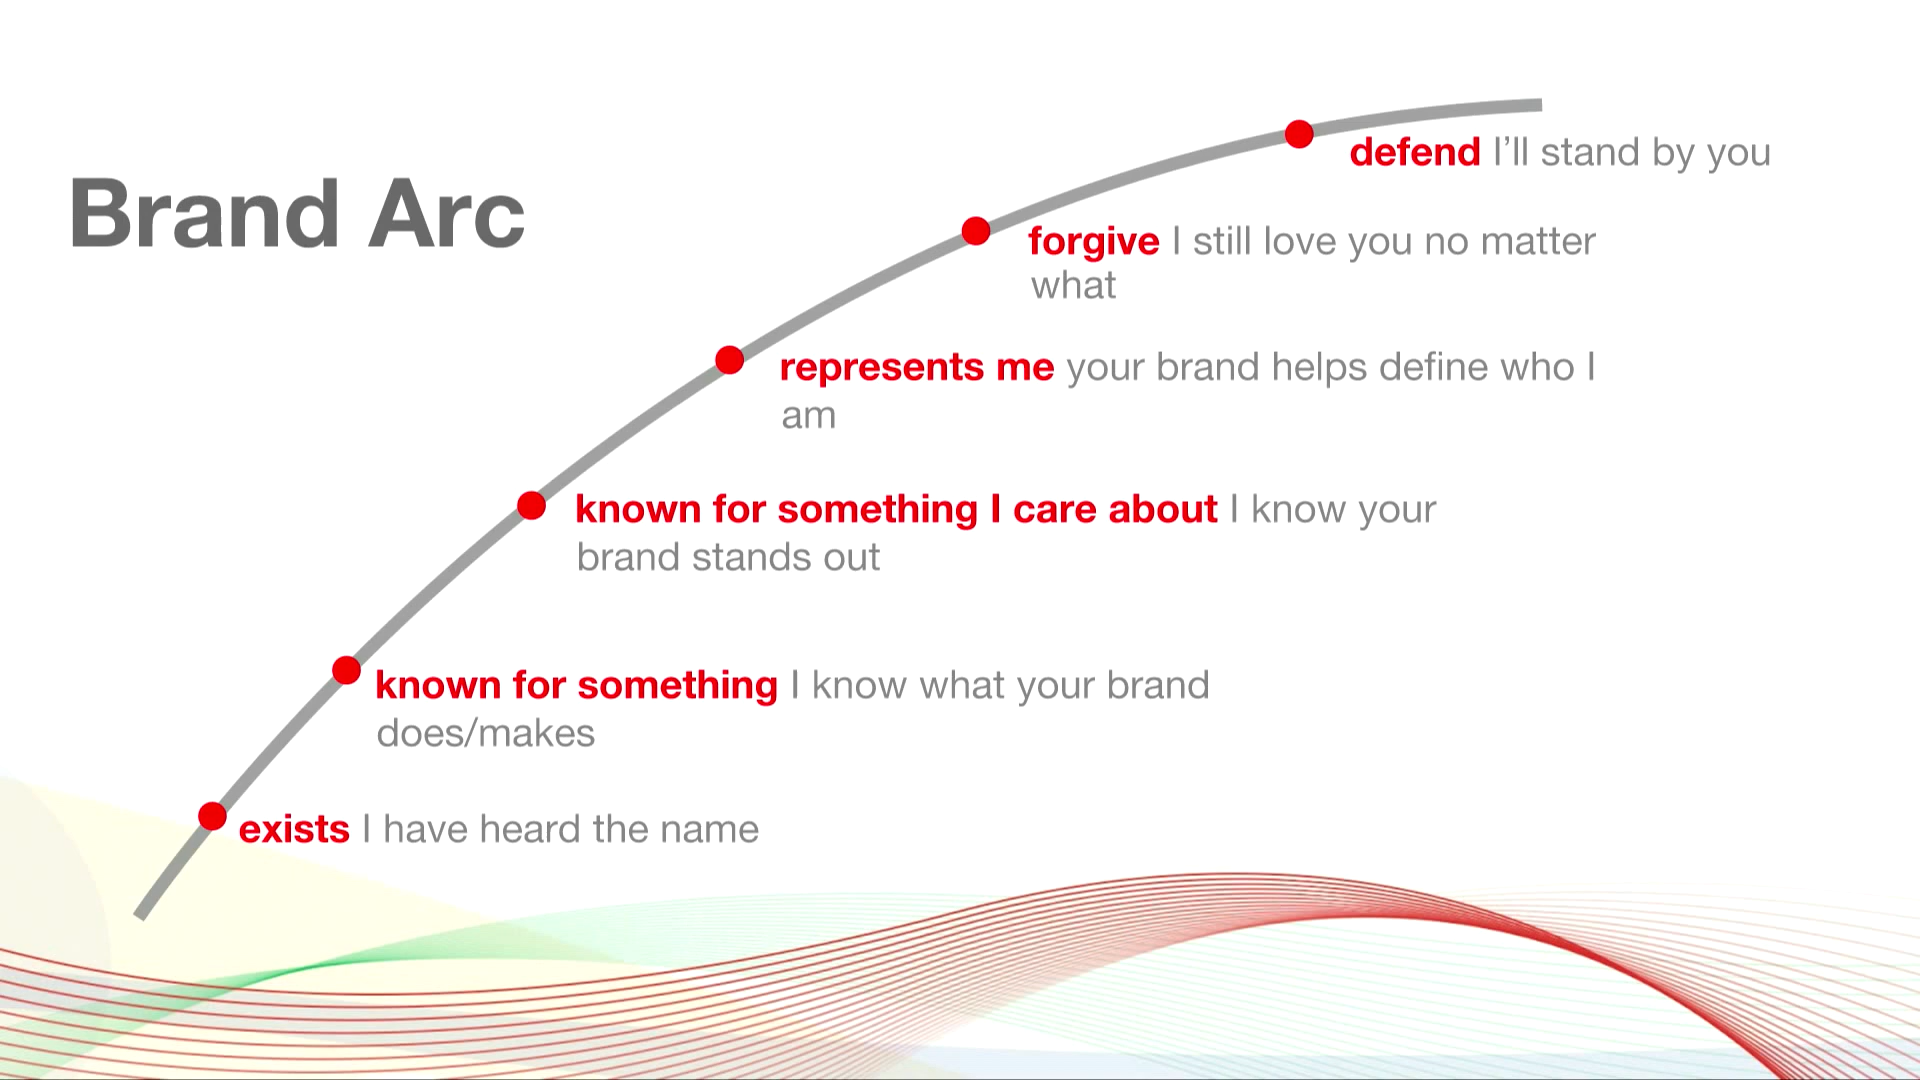 Brand Arc
defend I’ll stand by you
forgive I still love you no matter
what
represents me your brand helps define who I
am
known for something I care about I know your
brand stands out
known for something I know what your brand
does/makes
exists I have heard the name